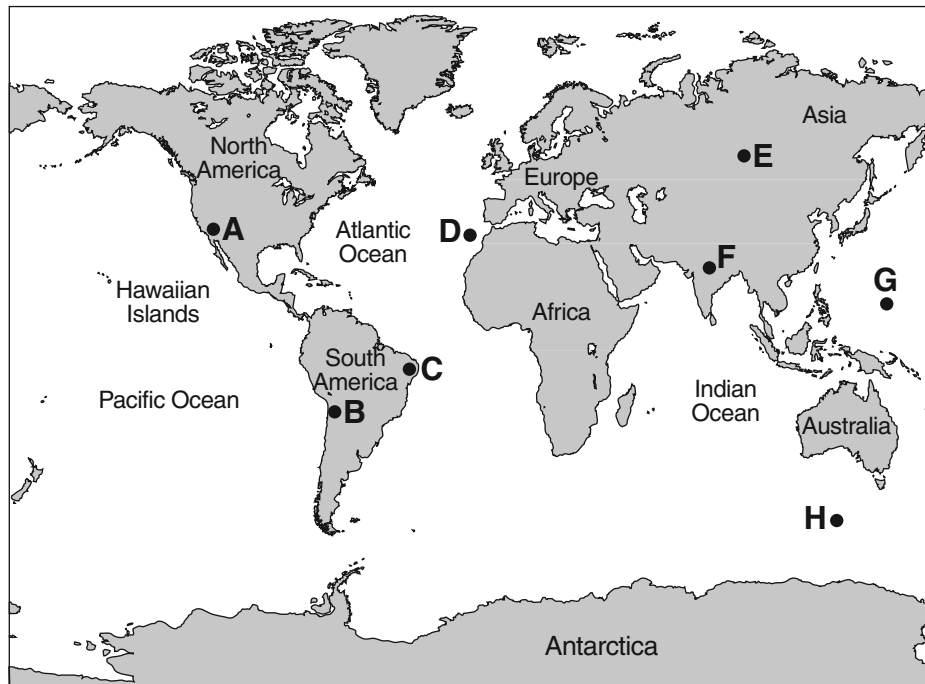 Asia
North
America
E
Europe
A
D
Atlantic
Ocean
F
G
Hawaiian
Islands
Africa
South
America
C
Pacific Ocean
B
Indian
Ocean
Australia
H
Antarctica